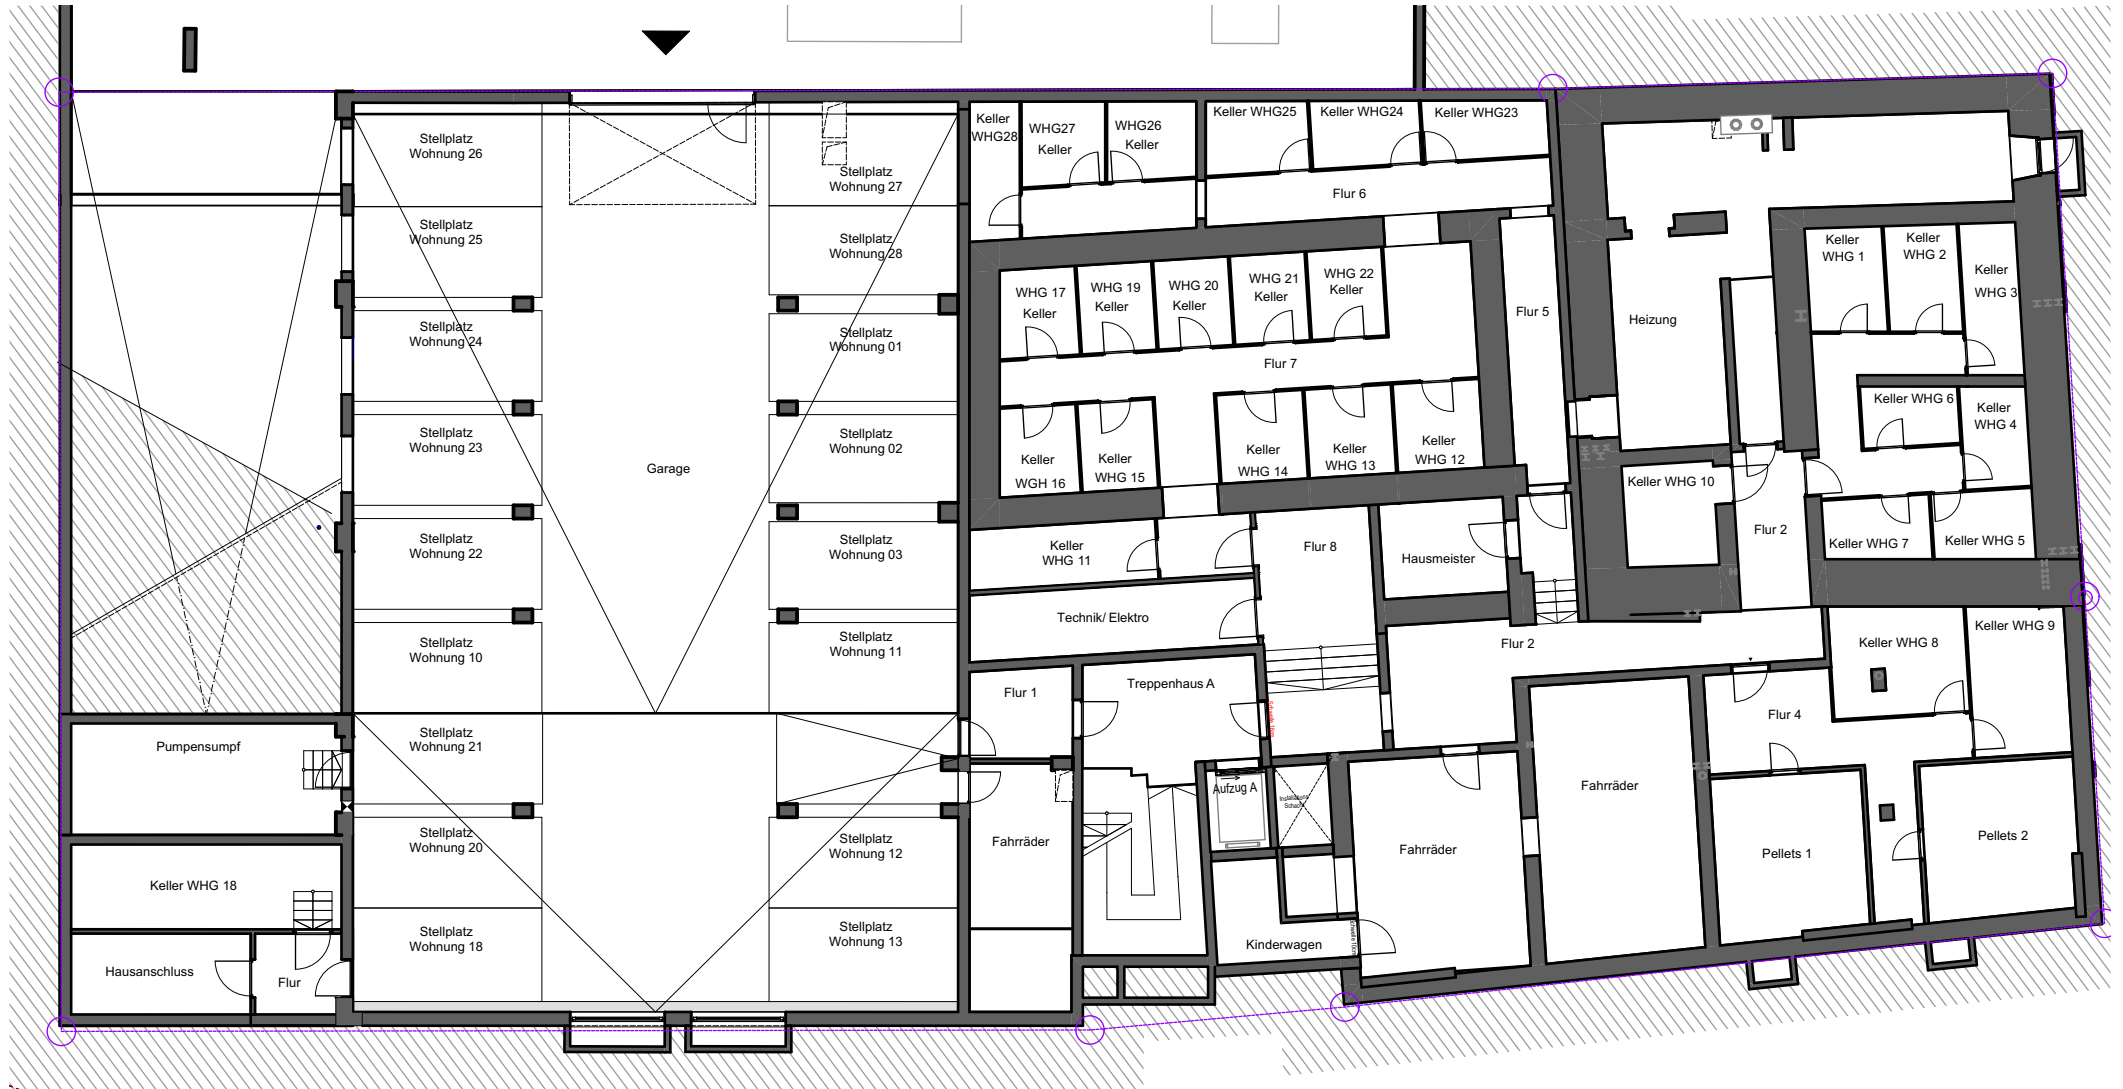 Stellplatz
Wohnung 26
Stellplatz
Wohnung 25
Stellplatz
Wohnung 24
Stellplatz
Wohnung 23
Stellplatz
Wohnung 22
Stellplatz
Wohnung 10
Stellplatz
Wohnung 21
Stellplatz
Wohnung 20
Stellplatz
Wohnung 18
Garage
Stellplatz
Wohnung 27
Stellplatz
Wohnung 28
Stellplatz
Wohnung 01
Stellplatz
Wohnung 02
Stellplatz
Wohnung 03
Stellplatz
Wohnung 11
Stellplatz
Wohnung 12
Stellplatz
Wohnung 13
Pumpensumpf
Keller WHG 18
Hausanschluss
Flur
Keller
WHG28
WHG27
Keller
WHG26
Keller
Keller WHG25
Keller WHG24
Keller WHG23
Flur 6
WHG 17
Keller
WHG 19
Keller
WHG 20
Keller
WHG 21
Keller
WHG 22
Keller
Flur 5
Flur 7
Keller
WGH 16
Keller
WHG 15
Keller
WHG 14
Keller
WHG 13
Keller
WHG 12
Keller
WHG 11
Flur 8
Hausmeister
Technik/ Elektro
Flur 1
Treppenhaus A
Flur 2
Fahrräder
Aufzug A
Installations
Schacht
Kinderwagen
Fahrräder
Fahrräder
Heizung
Keller
WHG 1
Keller
WHG 2
Keller
WHG 3
Keller WHG 6
Keller
WHG 4
Keller WHG 10
Flur 2
Keller WHG 7
Keller WHG 5
Keller WHG 8
Keller WHG 9
Flur 4
Pellets 1
Pellets 2